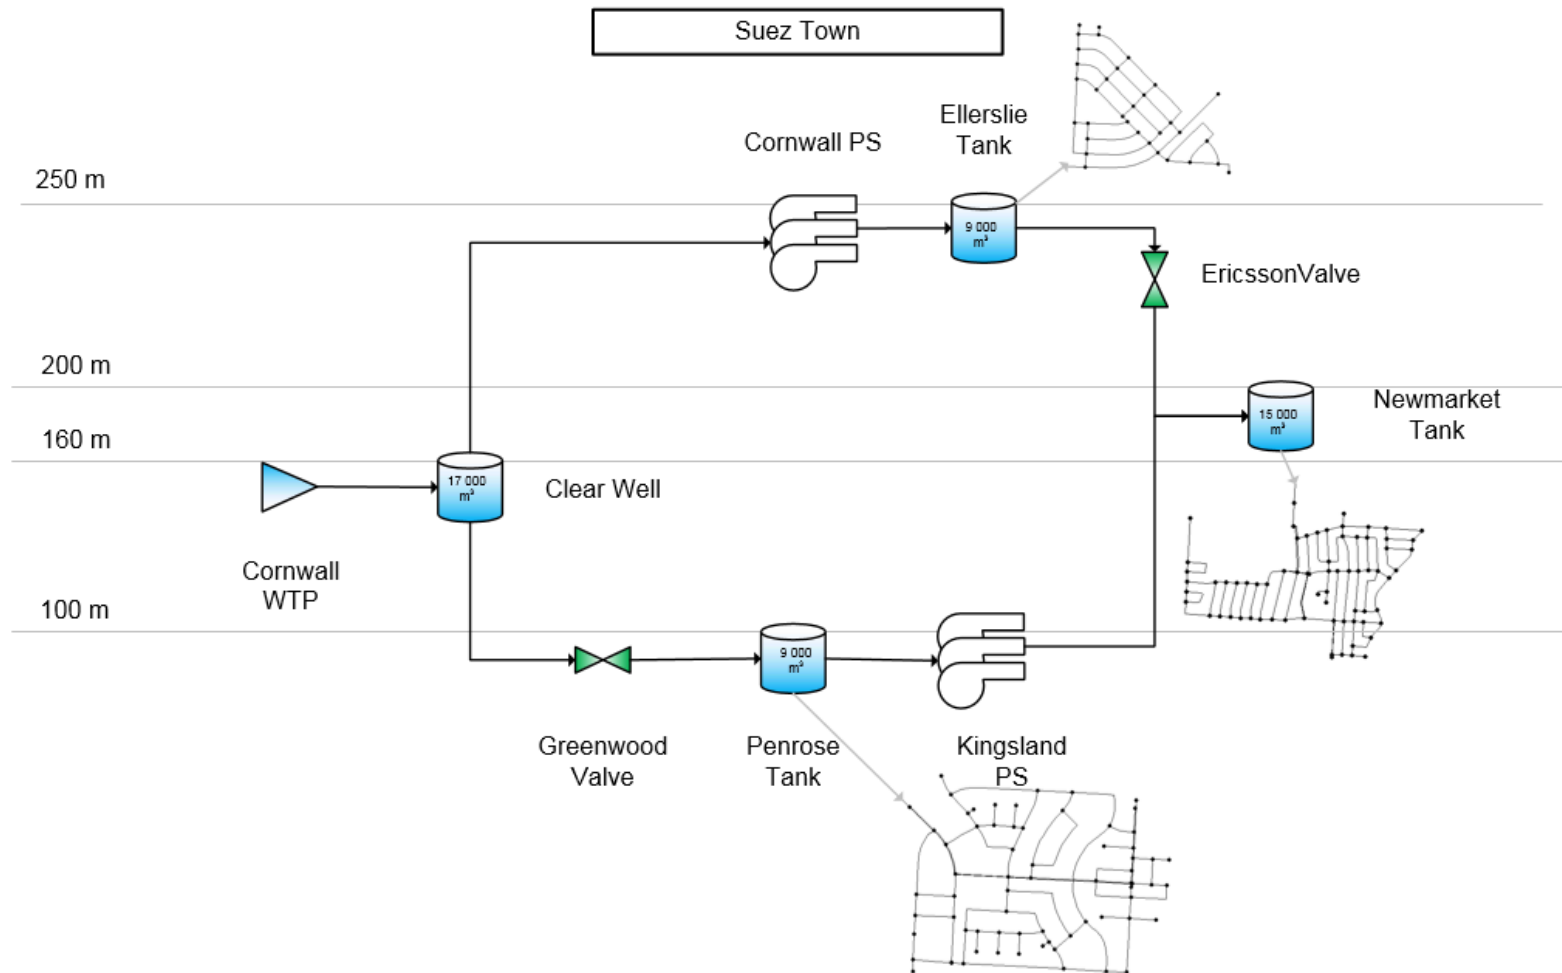 Suez Town
Ellerslie
Tank
Cornwall PS
250 m
9 000
m³
EricssonValve
200 m
Newmarket
Tank
15 000
m³
160 m
17 000
m³
Clear Well
Cornwall
WTP
100 m
9 000
m³
Greenwood
Valve
Penrose
Tank
Kingsland
PS